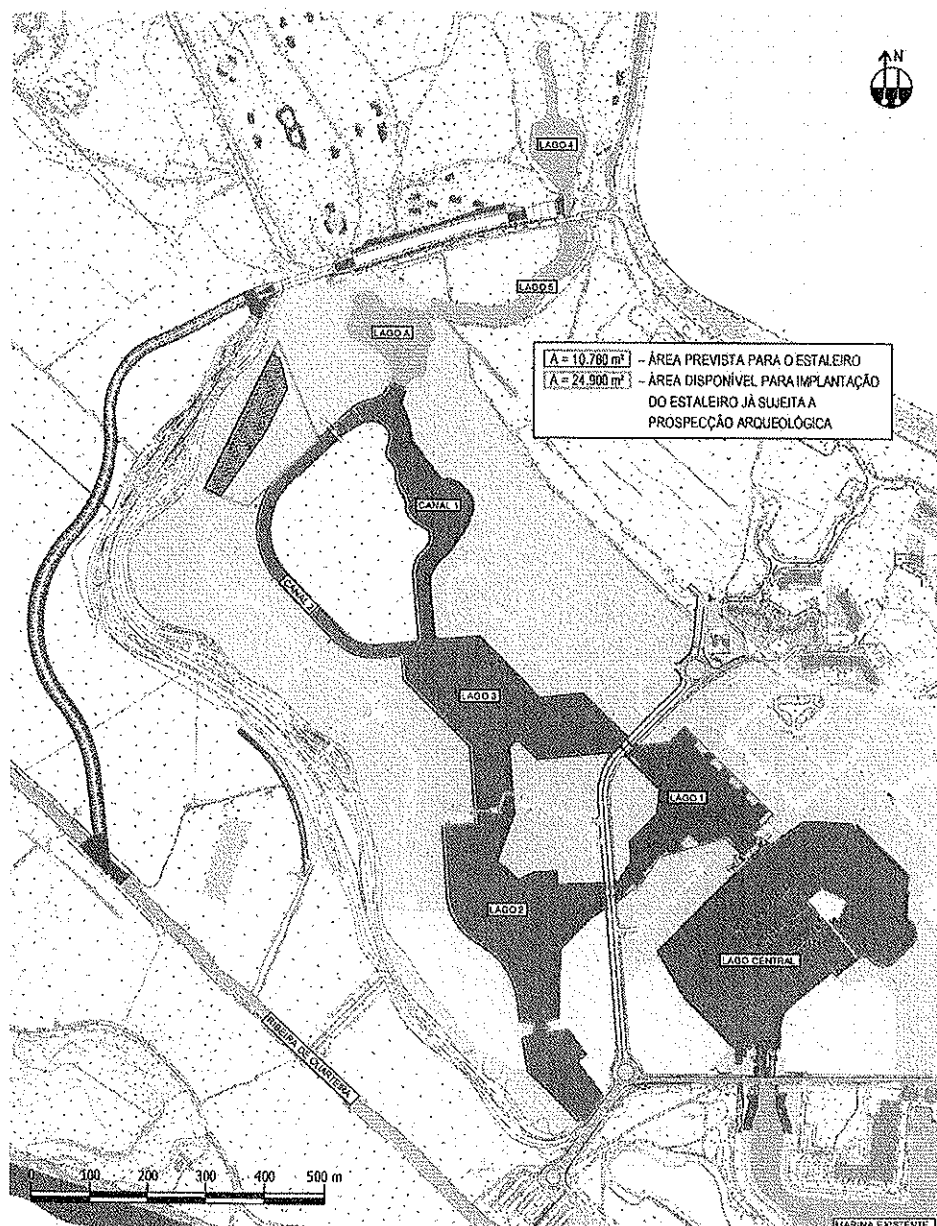 N
LAGO 4
LAGO 5
LAGO A
A = 10.780 m² - ÁREA PREVISTA PARA O ESTALEIRO
A = 24.900 m² - ÁREA DISPONÍVEL PARA IMPLANTAÇÃO
DO ESTALEIRO JÁ SUJEITA A
PROSPECÇÃO ARQUEOLÓGICA
CANAL 1
CANAL 2
LAGO 3
LAGO 1
LAGO 2
LAGO CENTRAL
RIBEIRA DE QUARTEIRA
0 100 200 300 400 500 m
MARINA EXISTENTE